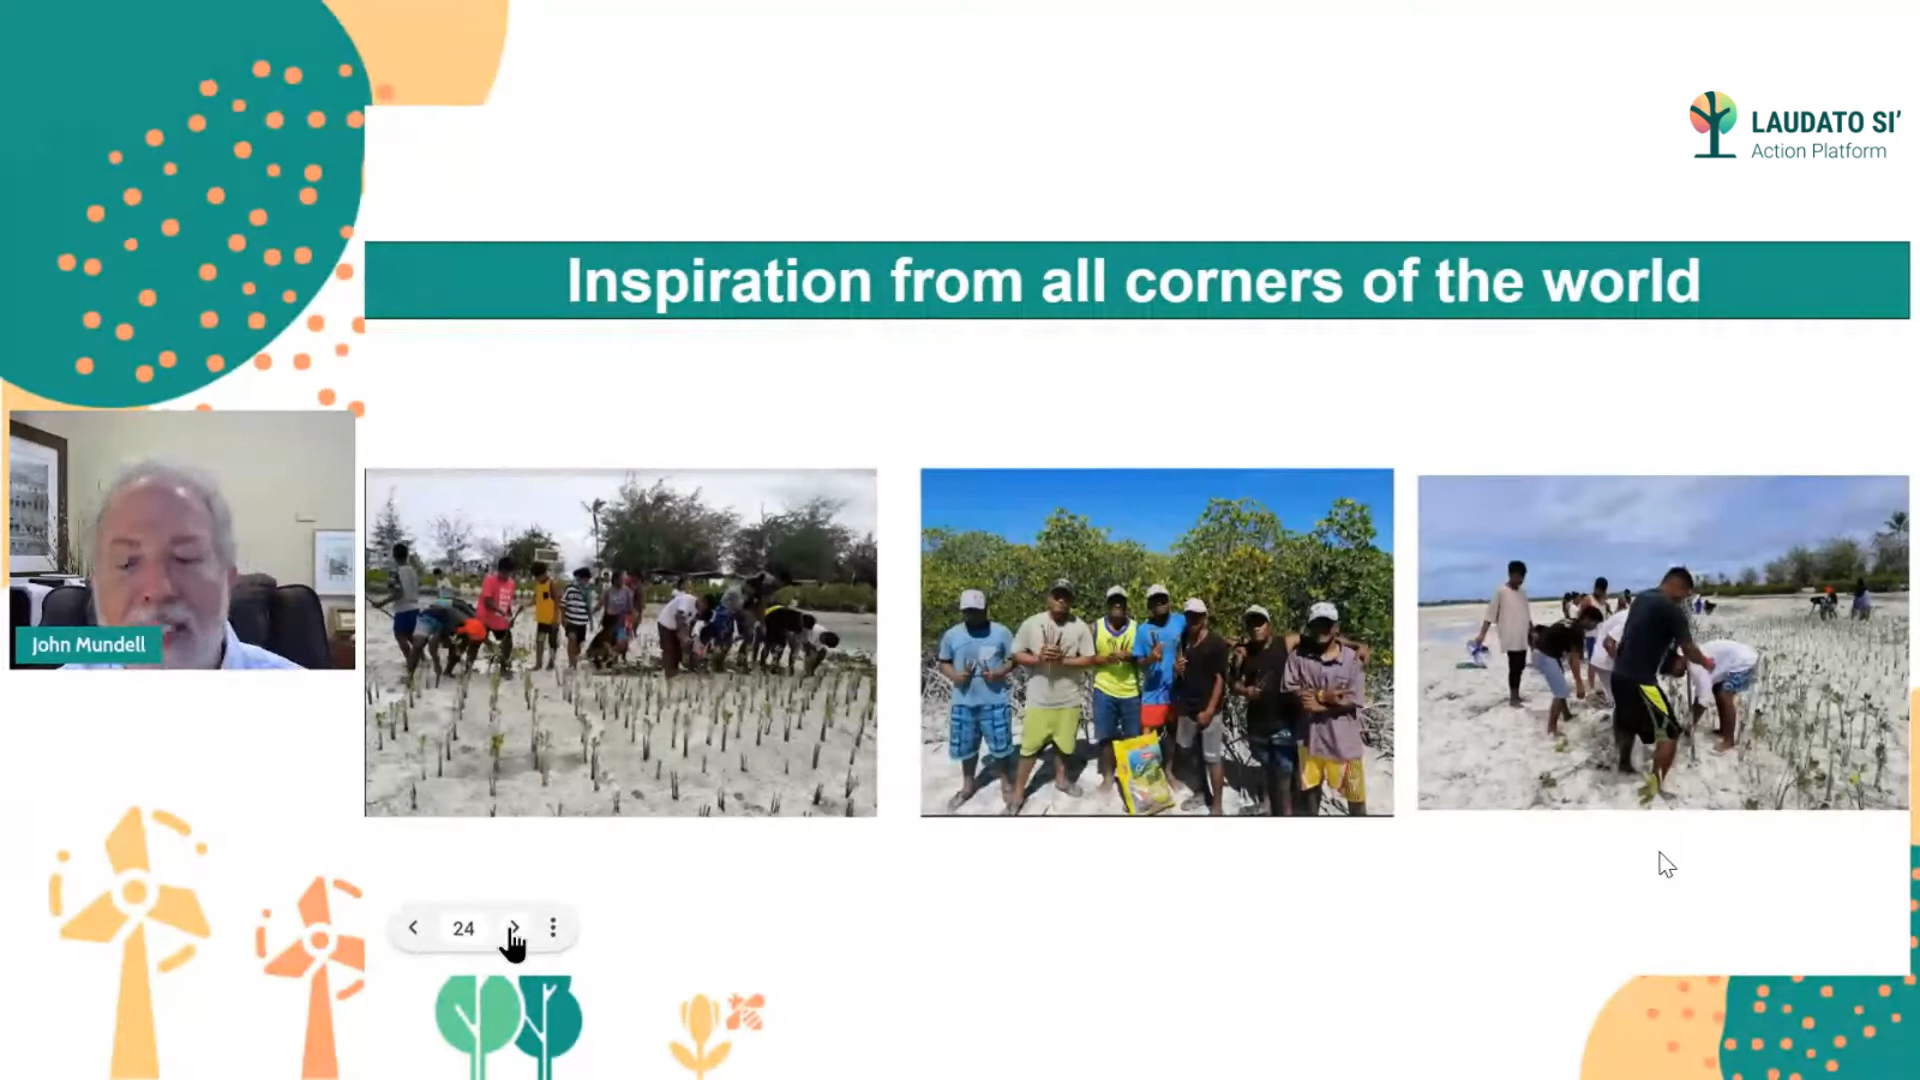 LAUDATO SI’
Action Platform
Inspiration from all corners of the world
John Mundell
24